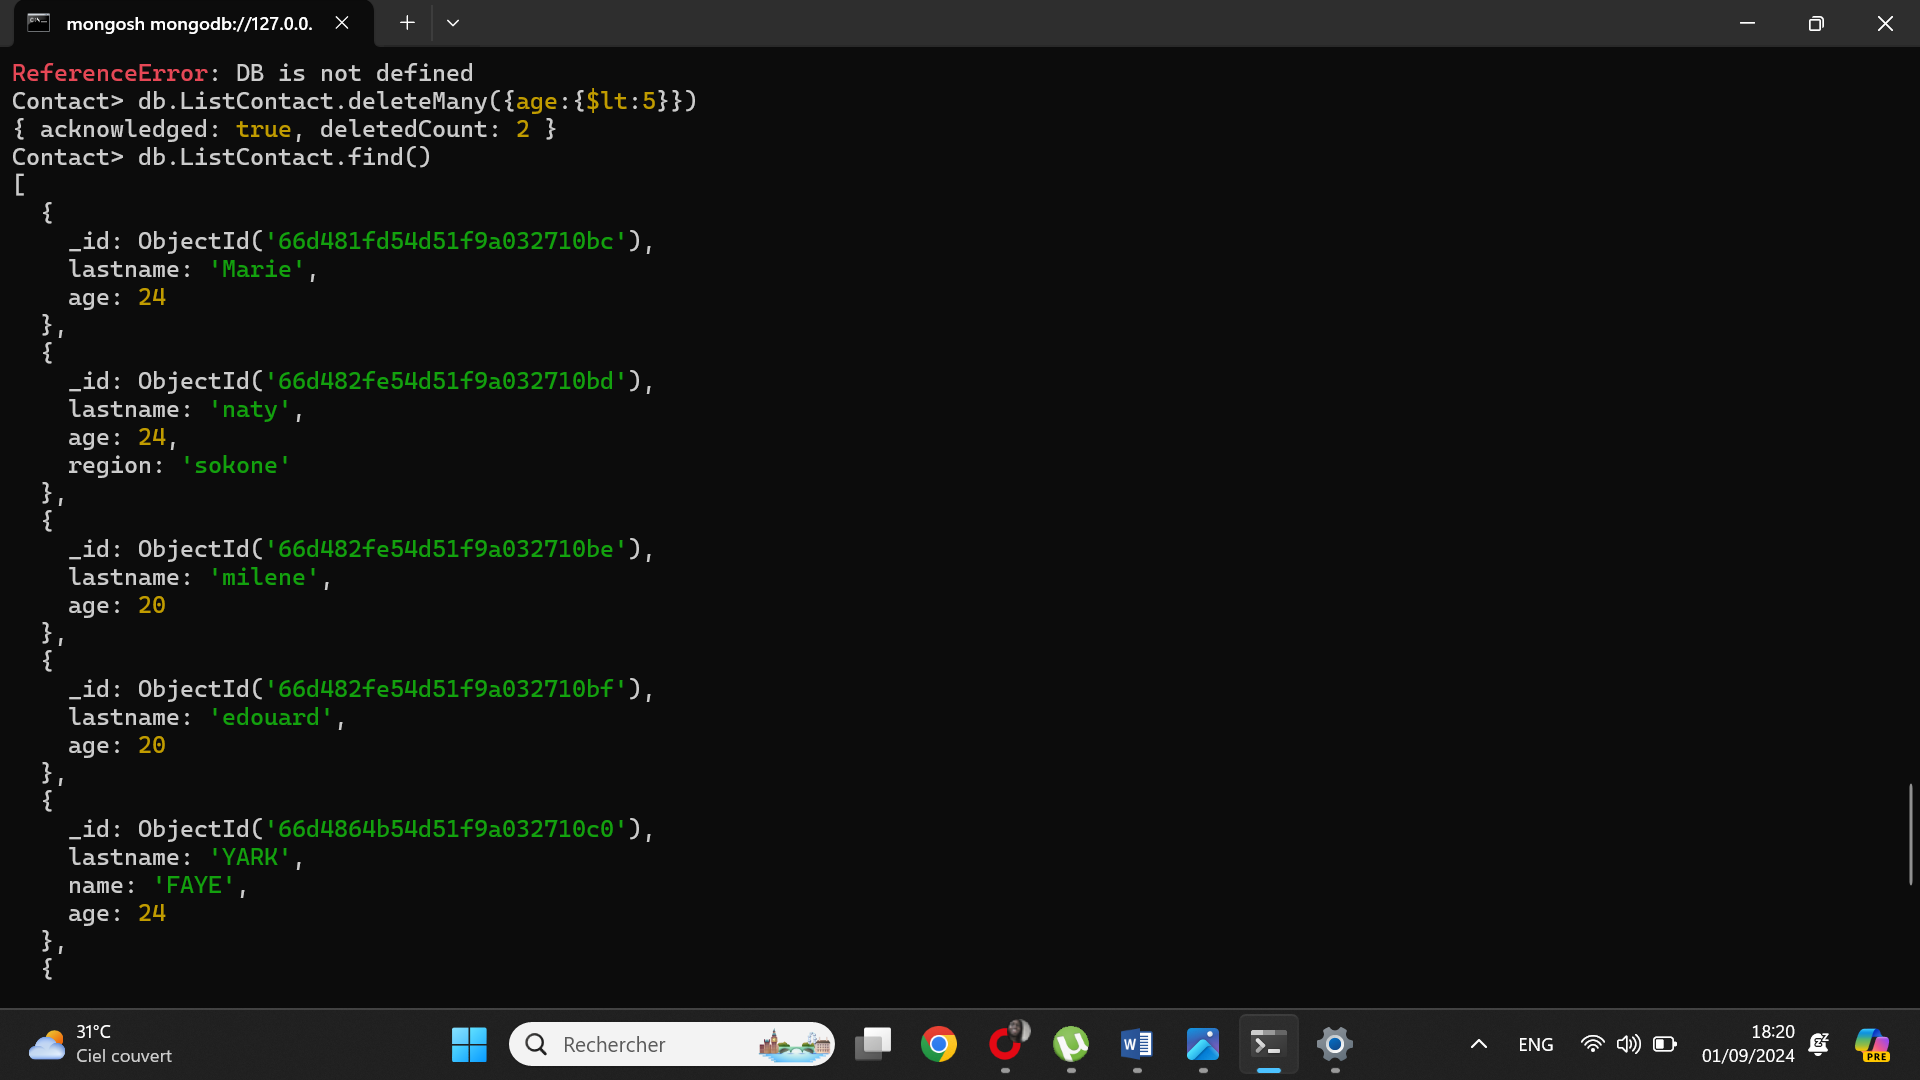 mongosh mongodb://127.0.0.
ReferenceError: DB is not defined
Contact> db.ListContact.deleteMany({age:{$lt:5}})
{ acknowledged: true, deletedCount: 2 }
Contact> db.ListContact.find()
[
  {
    _id: ObjectId('66d481fd54d51f9a032710bc'),
    lastname: 'Marie',
    age: 24
  },
  {
    _id: ObjectId('66d482fe54d51f9a032710bd'),
    lastname: 'naty',
    age: 24,
    region: 'sokone'
  },
  {
    _id: ObjectId('66d482fe54d51f9a032710be'),
    lastname: 'milene',
    age: 20
  },
  {
    _id: ObjectId('66d482fe54d51f9a032710bf'),
    lastname: 'edouard',
    age: 20
  },
  {
    _id: ObjectId('66d4864b54d51f9a032710c0'),
    lastname: 'YARK',
    name: 'FAYE',
    age: 24
  },
  {
31°C
Ciel couvert
Rechercher
W
ENG
18:20
01/09/2024
PRE